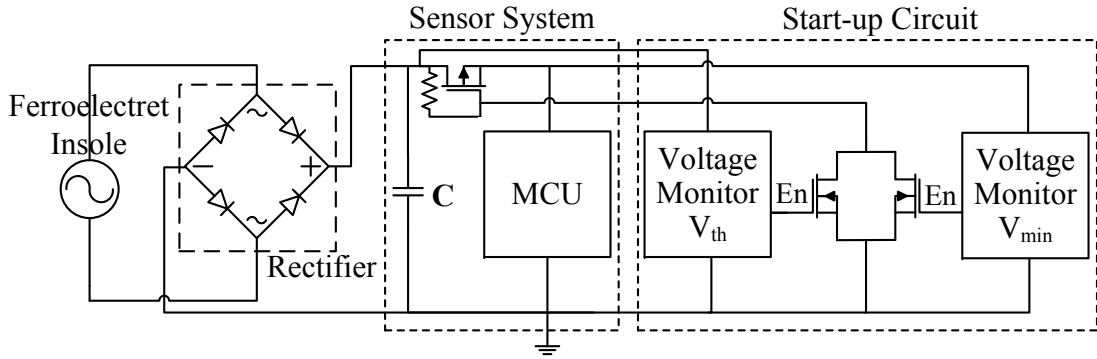 Sensor System
Start-up Circuit
Ferroelectret
Insole
Rectifier
C
MCU
Voltage
Monitor
Vth
En
En
Voltage
Monitor
Vmin